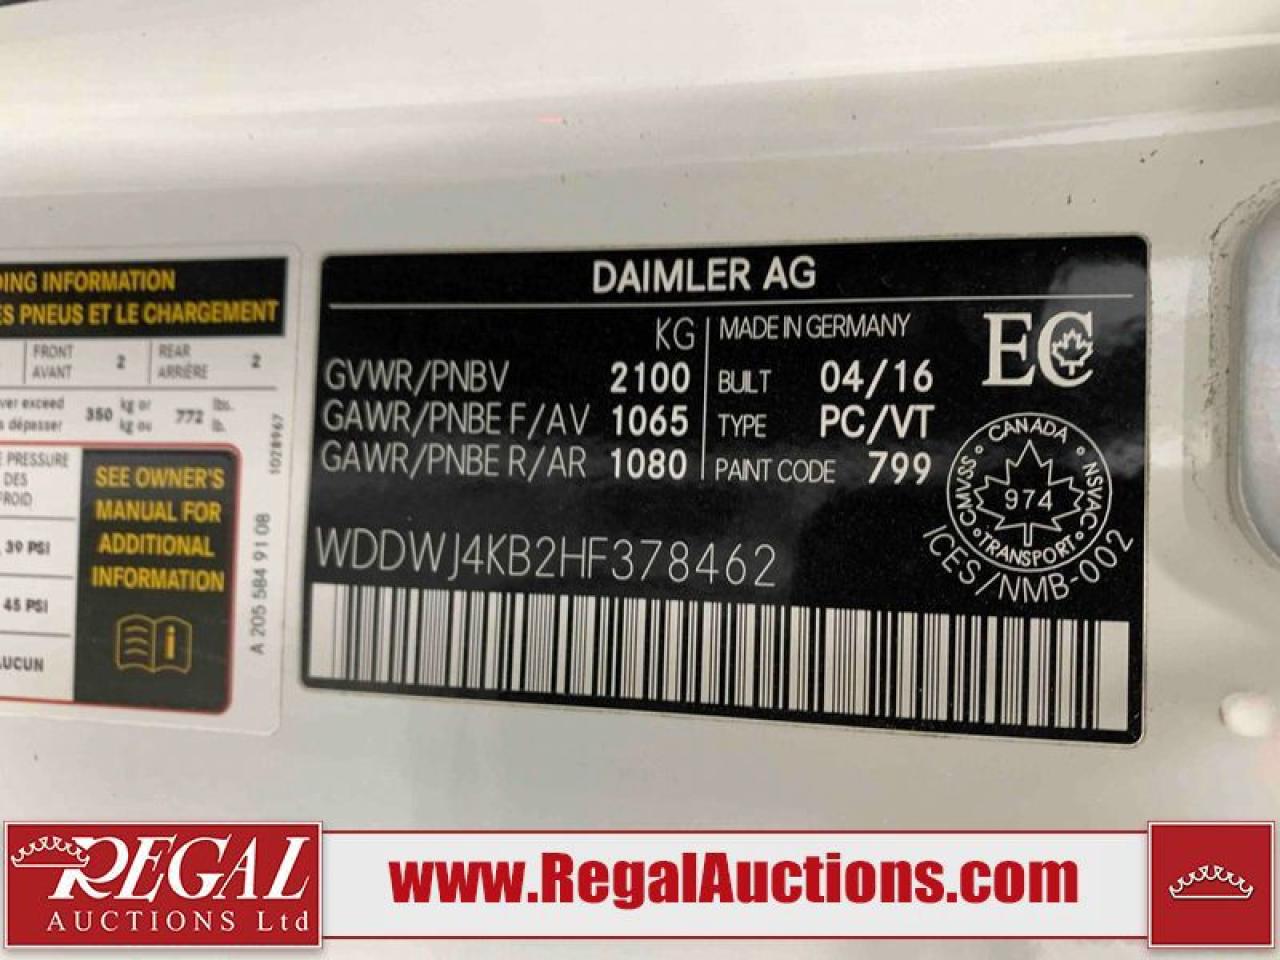 DAIMLER AG
KG
MADE IN GERMANY
EC
GVWR/PNBV 2100
BUILT 04/16
GAWR/PNBE F/AV 1065
TYPE PC/VT
GAWR/PNBE R/AR 1080
PAINT CODE 799
CANADA
CMVSS NSVAC
974
TRANSPORT
ICES/NMB-002
WDDWJ4KB2HF378462
INFORMATION
PNEUS ET LE CHARGEMENT
FRONT
AVANT 2
REAR
ARRIÈRE 2
exceed
dépasser 350 kg or
kg ou 772 lbs.
lb.
PRESSURE
DES
39 PSI
45 PSI
SEE OWNER'S
MANUAL FOR
ADDITIONAL
INFORMATION
1028967
A 205 584 91 08
REGAL
AUCTIONS Ltd
www.RegalAuctions.com